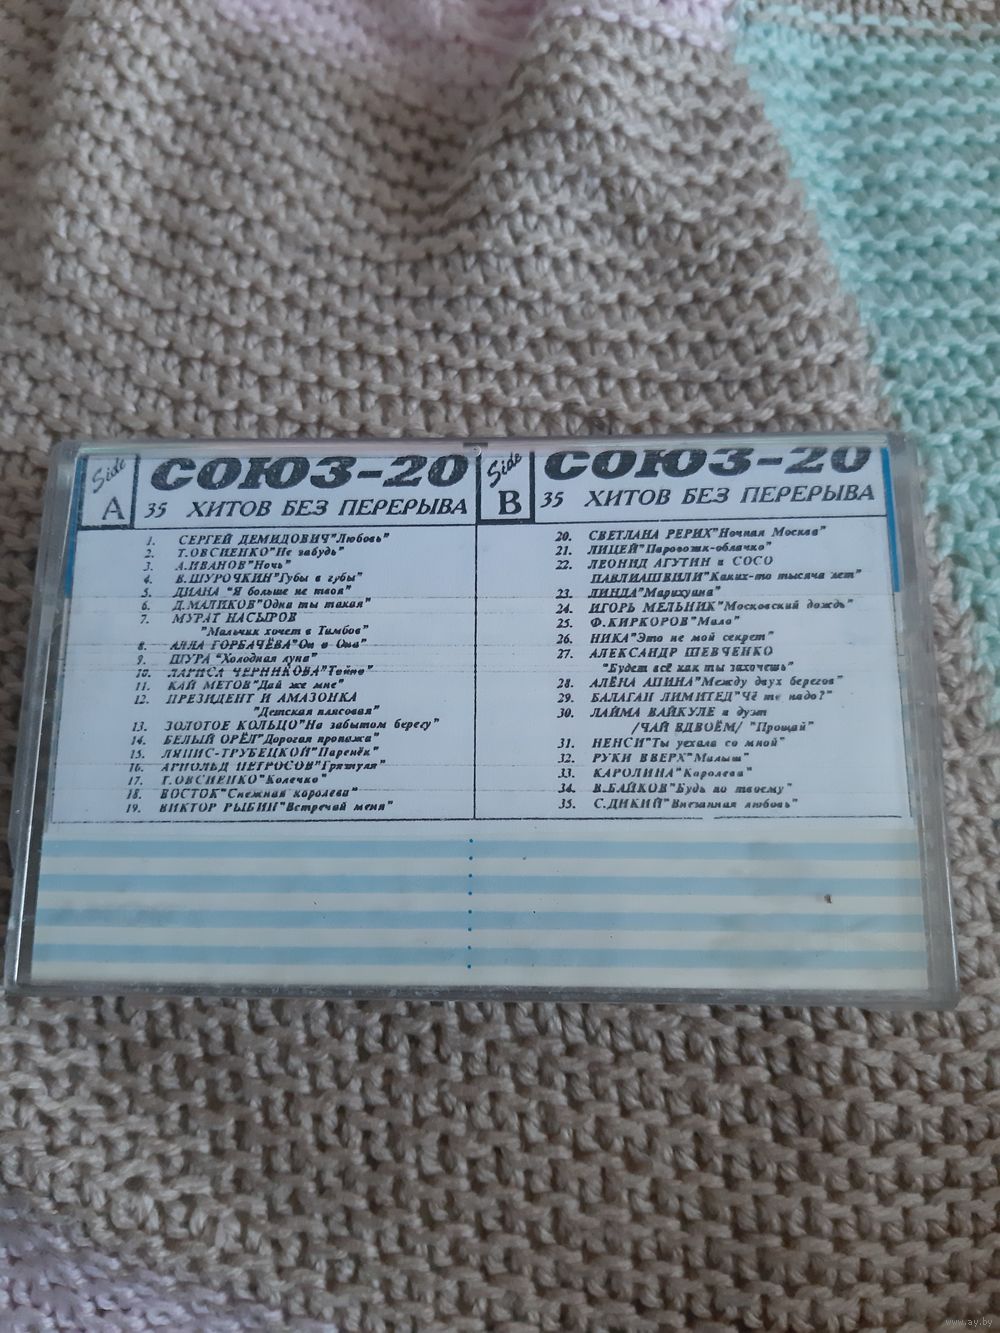 Side
A
СОЮЗ-20
35 ХИТОВ БЕЗ ПЕРЕРЫВА
1. СЕРГЕЙ ДЕМИДОВИЧ"Любовь"
2. Т.ОВСИЕНКО"Не забудь"
3. А.ИВАНОВ"Ночь"
4. В.ШУРОЧКИН"Губы в губы"
5. ДИАНА "Я больше не твоя"
6. Д.МАЛИКОВ"Одна ты такая"
7. МУРАТ НАСЫРОВ
"Мальчик хочет в Тамбов"
8. АЛЛА ГОРБАЧЁВА"Он и Она"
9. ШУРА "Холодная луна"
10. ЛАРИСА ЧЕРНИКОВА"Тайна"
11. КАЙ МЕТОВ"Дай же мне"
12. ПРЕЗИДЕНТ И АМАЗОНКА
"Детская плясовая"
13. ЗОЛОТОЕ КОЛЬЦО"На забытом берегу"
14. БЕЛЫЙ ОРЁЛ"Дорогая пропажа"
15. ЛЯПИС-ТРУБЕЦКОЙ"Паренёк"
16. АРНОЛЬД ПЕТРОСОВ"Грязнуля"
17. Т.ОВСИЕНКО"Колечко"
18. ВОСТОК"Снежная королева"
19. ВИКТОР РЫБИН"Встречай меня"
Side
B
СОЮЗ-20
35 ХИТОВ БЕЗ ПЕРЕРЫВА
20. СВЕТЛАНА РЕРИХ"Ночная Москва"
21. ЛИЦЕЙ"Паровозик-облачко"
22. ЛЕОНИД АГУТИН и СОСО
ПАВЛИАШВИЛИ"Каких-то тысяча лет"
23. ЛИНДА"Марихуана"
24. ИГОРЬ МЕЛЬНИК"Московский дождь"
25. Ф.КИРКОРОВ"Мало"
26. НИКА"Это не мой секрет"
27. АЛЕКСАНДР ШЕВЧЕНКО
"Будет всё как ты захочешь"
28. АЛЁНА АПИНА"Между двух берегов"
29. БАЛАГАН ЛИМИТЕД"Чё те надо?"
30. ЛАЙМА ВАЙКУЛЕ и дуэт
/ЧАЙ ВДВОЁМ/ "Прощай"
31. НЕНСИ"Ты уехала со мной"
32. РУКИ ВВЕРХ"Малыш"
33. КАРОЛИНА"Королева"
34. В.БАЙКОВ"Будь по твоему"
35. С.ДИКИЙ"Внезапная любовь"
www.ay.by